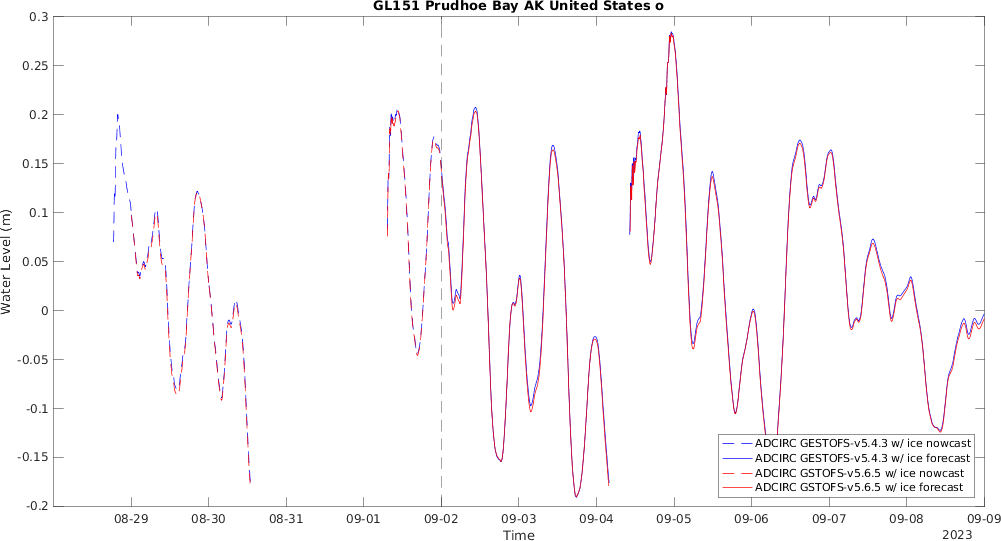 GL151 Prudhoe Bay AK United States o
0.3
0.25
0.2
0.15
0.1
0.05
0
-0.05
-0.1
-0.15
-0.2
Water Level (m)
ADCIRC GESTOFS-v5.4.3 w/ ice nowcast
ADCIRC GESTOFS-v5.4.3 w/ ice forecast
ADCIRC GSTOFS-v5.6.5 w/ ice nowcast
ADCIRC GSTOFS-v5.6.5 w/ ice forecast
08-29 08-30 08-31 09-01 09-02 09-03 09-04 09-05 09-06 09-07 09-08 09-09
Time
2023